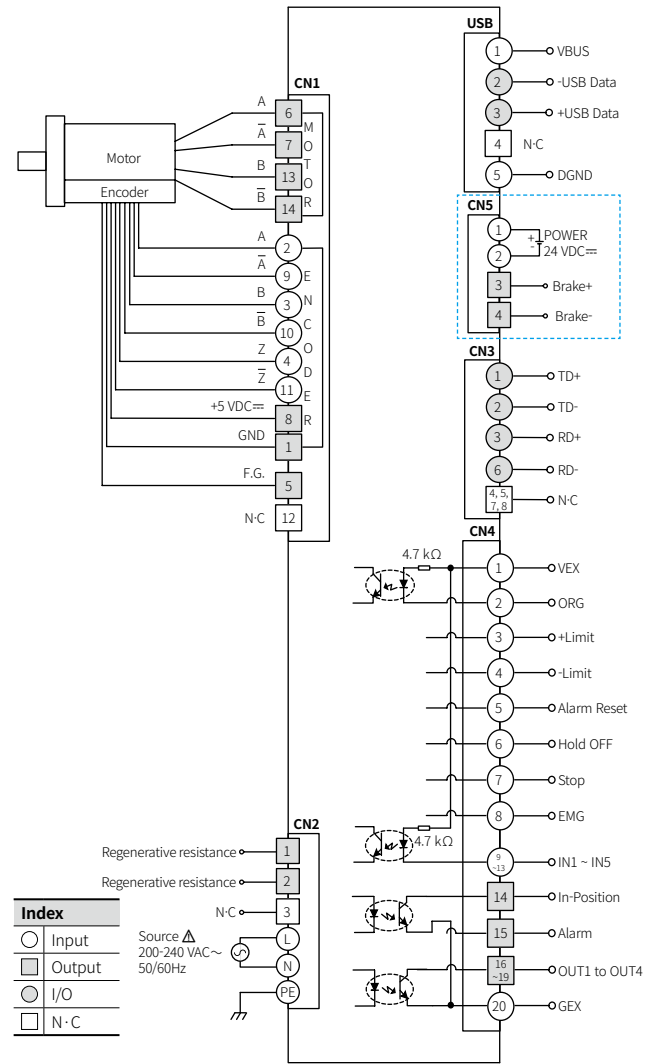 USB
1 VBUS
2 -USB Data
3 +USB Data
4 N·C
5 DGND
CN5
1 + POWER
2 - 24 VDC⎓
3 Brake+
4 Brake-
CN3
1 TD+
2 TD-
3 RD+
6 RD-
4, 5,
7, 8
N·C
CN4
4.7 kΩ
1 VEX
2 ORG
3 +Limit
4 -Limit
5 Alarm Reset
6 Hold OFF
7 Stop
8 EMG
4.7 kΩ
9
~13
IN1 ~ IN5
14 In-Position
15 Alarm
16
~19
OUT1 to OUT4
20 GEX
CN1
Motor
Encoder
A 6
A̅ 7
B 13
B̅ 14
MOTOR
A 2
A̅ 9
B 3
B̅ 10
Z 4
Z̅ 11
+5 VDC⎓ 8
GND 1
ENCODER
F.G. 5
N·C 12
CN2
Regenerative resistance 1
Regenerative resistance 2
N·C 3
Source ⚠
200-240 VAC～
50/60Hz
L
N
PE
Index
Input
Output
I/O
N·C